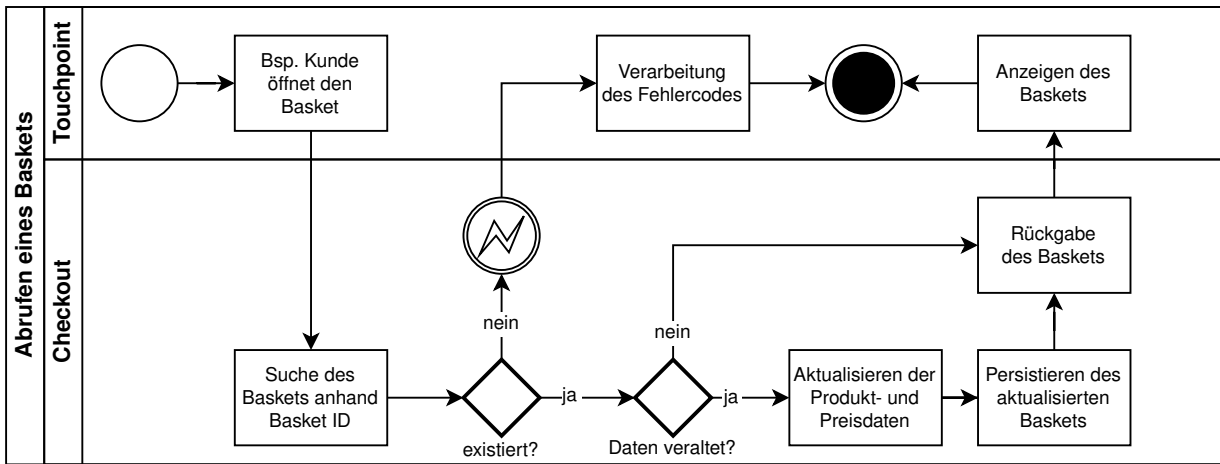 Abrufen eines Baskets
Touchpoint
Bsp. Kunde
öffnet den
Basket
Verarbeitung
des Fehlercodes
Anzeigen des
Baskets
Checkout
Rückgabe
des Baskets
nein
nein
Suche des
Baskets anhand
Basket ID
ja
ja
Aktualisieren der
Produkt- und
Preisdaten
Persistieren des
aktualisierten
Baskets
existiert?
Daten veraltet?